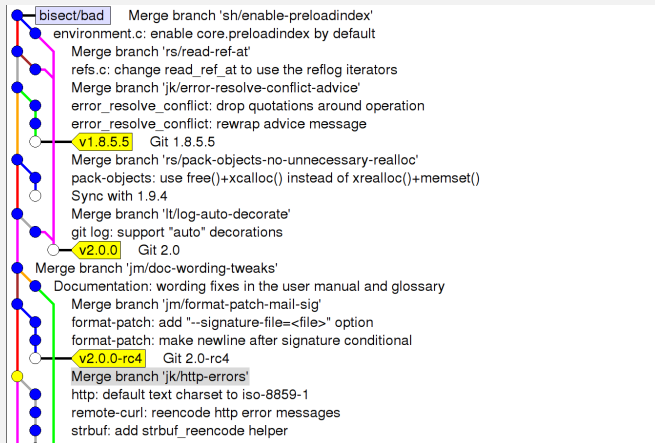 bisect/bad Merge branch 'sh/enable-preloadindex'
environment.c: enable core.preloadindex by default
Merge branch 'rs/read-ref-at'
refs.c: change read_ref_at to use the reflog iterators
Merge branch 'jk/error-resolve-conflict-advice'
error_resolve_conflict: drop quotations around operation
error_resolve_conflict: rewrap advice message
v1.8.5.5 Git 1.8.5.5
Merge branch 'rs/pack-objects-no-unnecessary-realloc'
pack-objects: use free()+xcalloc() instead of xrealloc()+memset()
Sync with 1.9.4
Merge branch 'lt/log-auto-decorate'
git log: support "auto" decorations
v2.0.0 Git 2.0
Merge branch 'jm/doc-wording-tweaks'
Documentation: wording fixes in the user manual and glossary
Merge branch 'jm/format-patch-mail-sig'
format-patch: add "--signature-file=<file>" option
format-patch: make newline after signature conditional
v2.0.0-rc4 Git 2.0-rc4
Merge branch 'jk/http-errors'
http: default text charset to iso-8859-1
remote-curl: reencode http error messages
strbuf: add strbuf_reencode helper